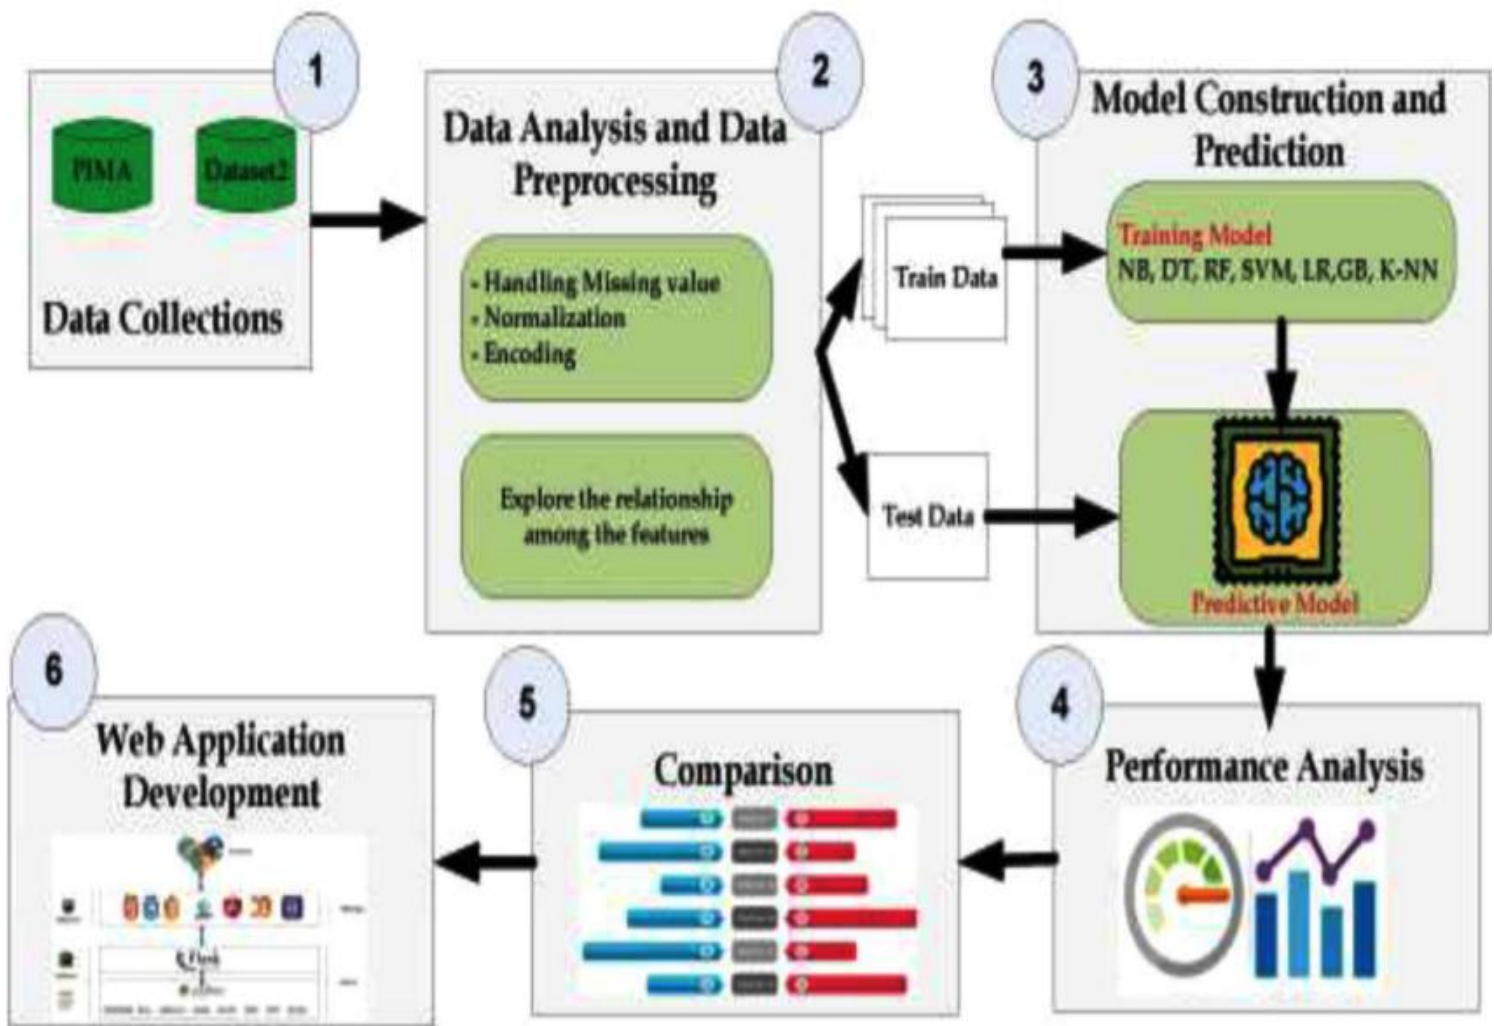 1
PIMA
Dataset2
Data Collections
2
Data Analysis and Data
Preprocessing
- Handling Missing value
- Normalization
- Encoding
Explore the relationship
among the features
Train Data
Test Data
3
Model Construction and
Prediction
Training Model
NB, DT, RF, SVM, LR,GB, K-NN
Predictive Model
4
Performance Analysis
5
Comparison
6
Web Application
Development
Flask